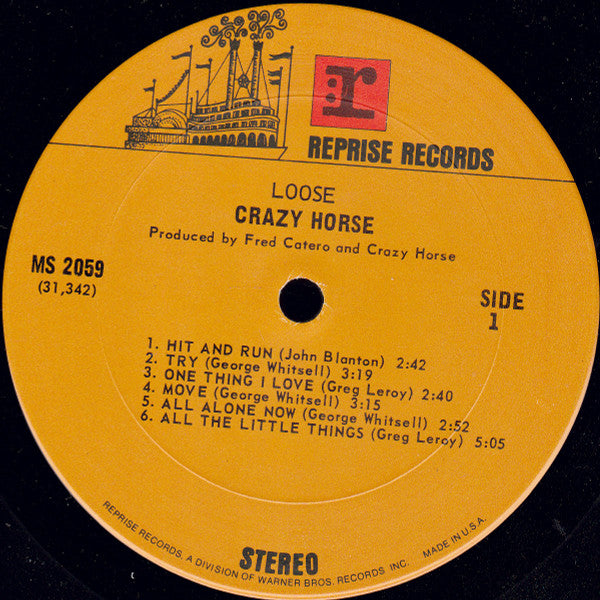 :r
REPRISE RECORDS
LOOSE
CRAZY HORSE
Produced by Fred Catero and Crazy Horse
MS 2059
(31,342)
SIDE
1
1. HIT AND RUN (John Blanton) 2:42
2. TRY (George Whitsell) 3:19
3. ONE THING I LOVE (Greg Leroy) 2:40
4. MOVE (George Whitsell) 3:15
5. ALL ALONE NOW (George Whitsell) 2:52
6. ALL THE LITTLE THINGS (Greg Leroy) 5:05
STEREO
REPRISE RECORDS, A DIVISION OF WARNER BROS. RECORDS, INC. MADE IN U.S.A.